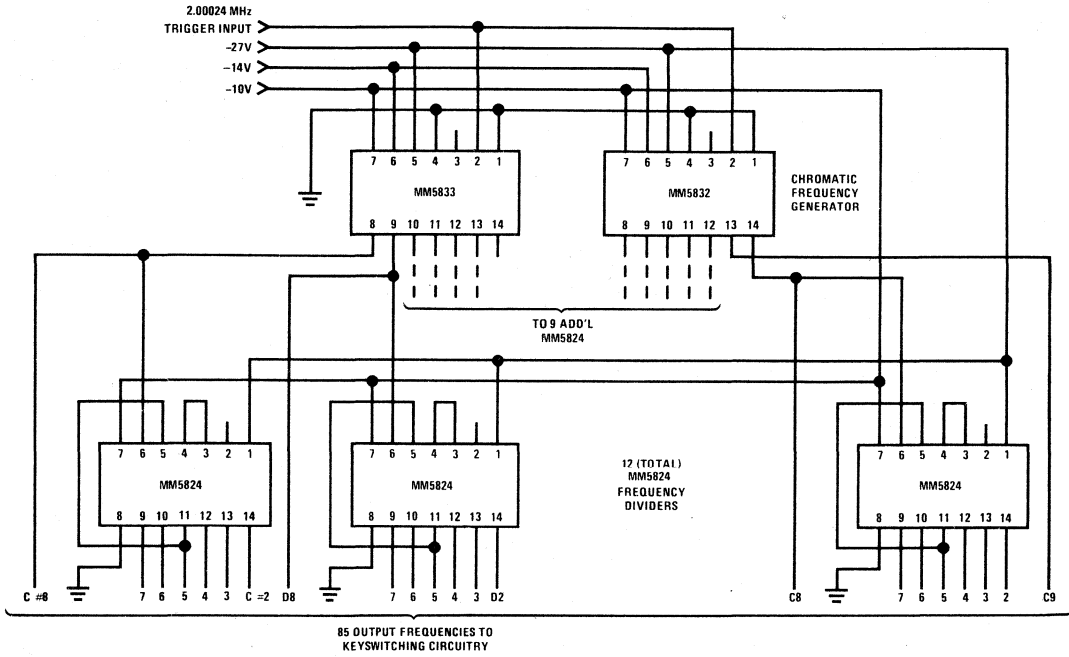 2.00024 MHz
TRIGGER INPUT
-27V
-14V
-10V
7 6 5 4 3 2 1
MM5833
8 9 10 11 12 13 14
7 6 5 4 3 2 1
MM5832
8 9 10 11 12 13 14
CHROMATIC
FREQUENCY
GENERATOR
TO 9 ADD'L
MM5824
7 6 5 4 3 2 1
MM5824
8 9 10 11 12 13 14
7 6 5 4 3 2 1
MM5824
8 9 10 11 12 13 14
12 (TOTAL)
MM5824
FREQUENCY
DIVIDERS
7 6 5 4 3 2 1
MM5824
8 9 10 11 12 13 14
C #8 7 6 5 4 3 C =2 D8 7 6 5 4 3 D2 C8 7 6 5 4 3 2 C9
85 OUTPUT FREQUENCIES TO
KEYSWITCHING CIRCUITRY